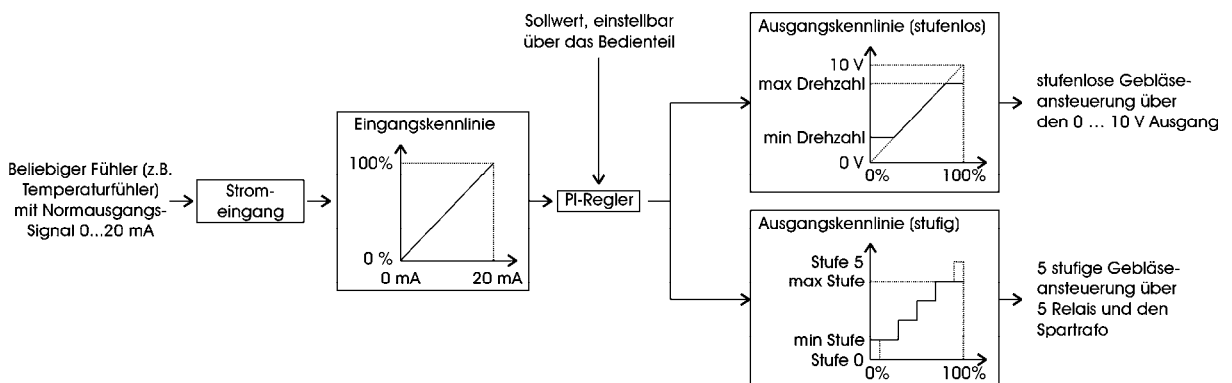 Beliebiger Fühler (z.B.
Temperaturfühler)
mit Normausgangs-
Signal 0...20 mA
Strom-
eingang
Eingangskennlinie
100%
0 %
0 mA
20 mA
Sollwert, einstellbar
über das Bedienteil
PI-Regler
Ausgangskennlinie (stufenlos)
10 V
max Drehzahl
min Drehzahl
0 V
0%
100%
stufenlose Gebläse-
ansteuerung über
den 0 ... 10 V Ausgang
Ausgangskennlinie (stufig)
Stufe 5
max Stufe
min Stufe
Stufe 0
0%
100%
5 stufige Gebläse-
ansteuerung über
5 Relais und den
Spartrafo